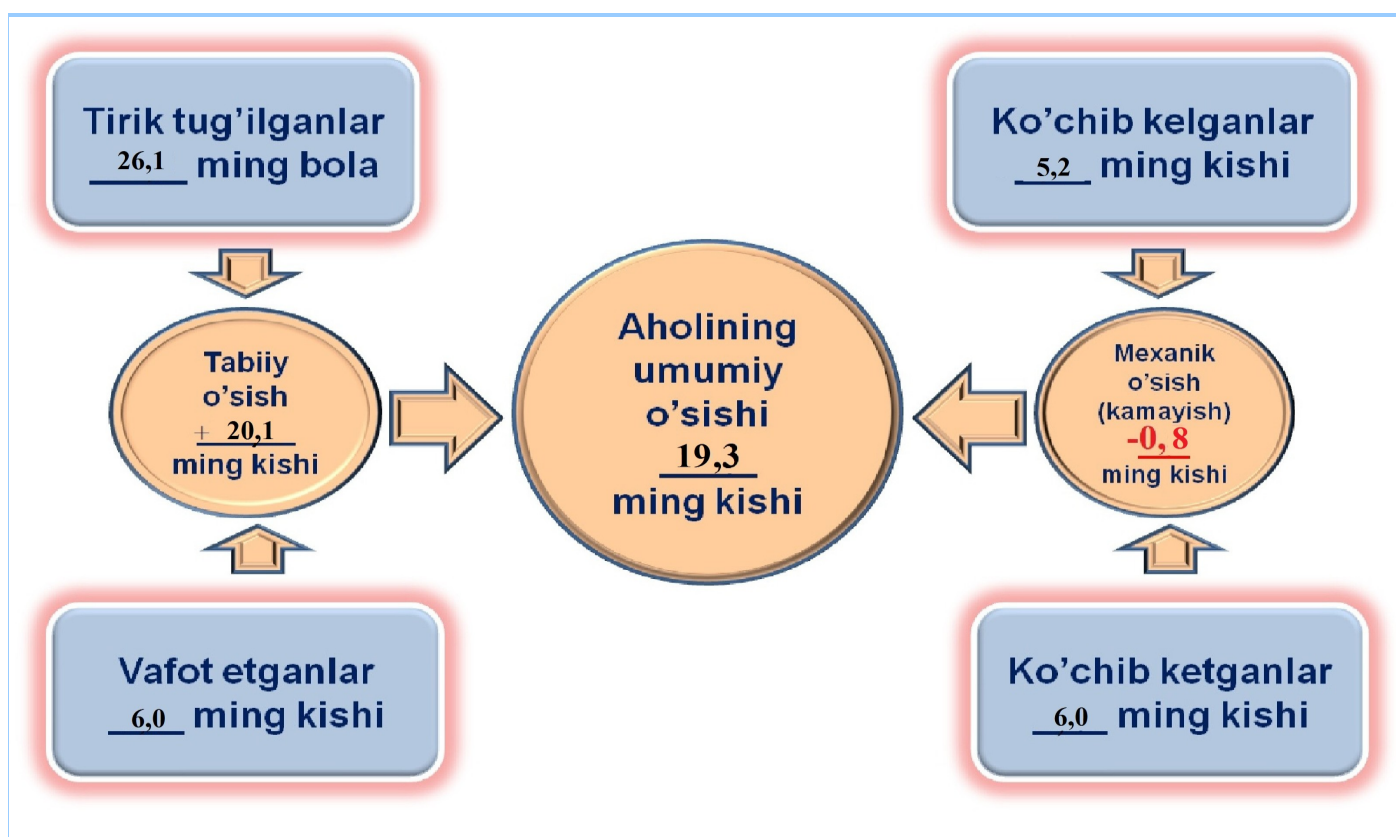 Tirik tug’ilganlar
26,1 ming bola
Ko’chib kelganlar
5,2 ming kishi
Tabiiy
o’sish
+ 20,1
ming kishi
Aholining
umumiy
o’sishi
19,3
ming kishi
Mexanik
o’sish
(kamayish)
-0, 8
ming kishi
Vafot etganlar
6,0 ming kishi
Ko’chib ketganlar
6,0 ming kishi